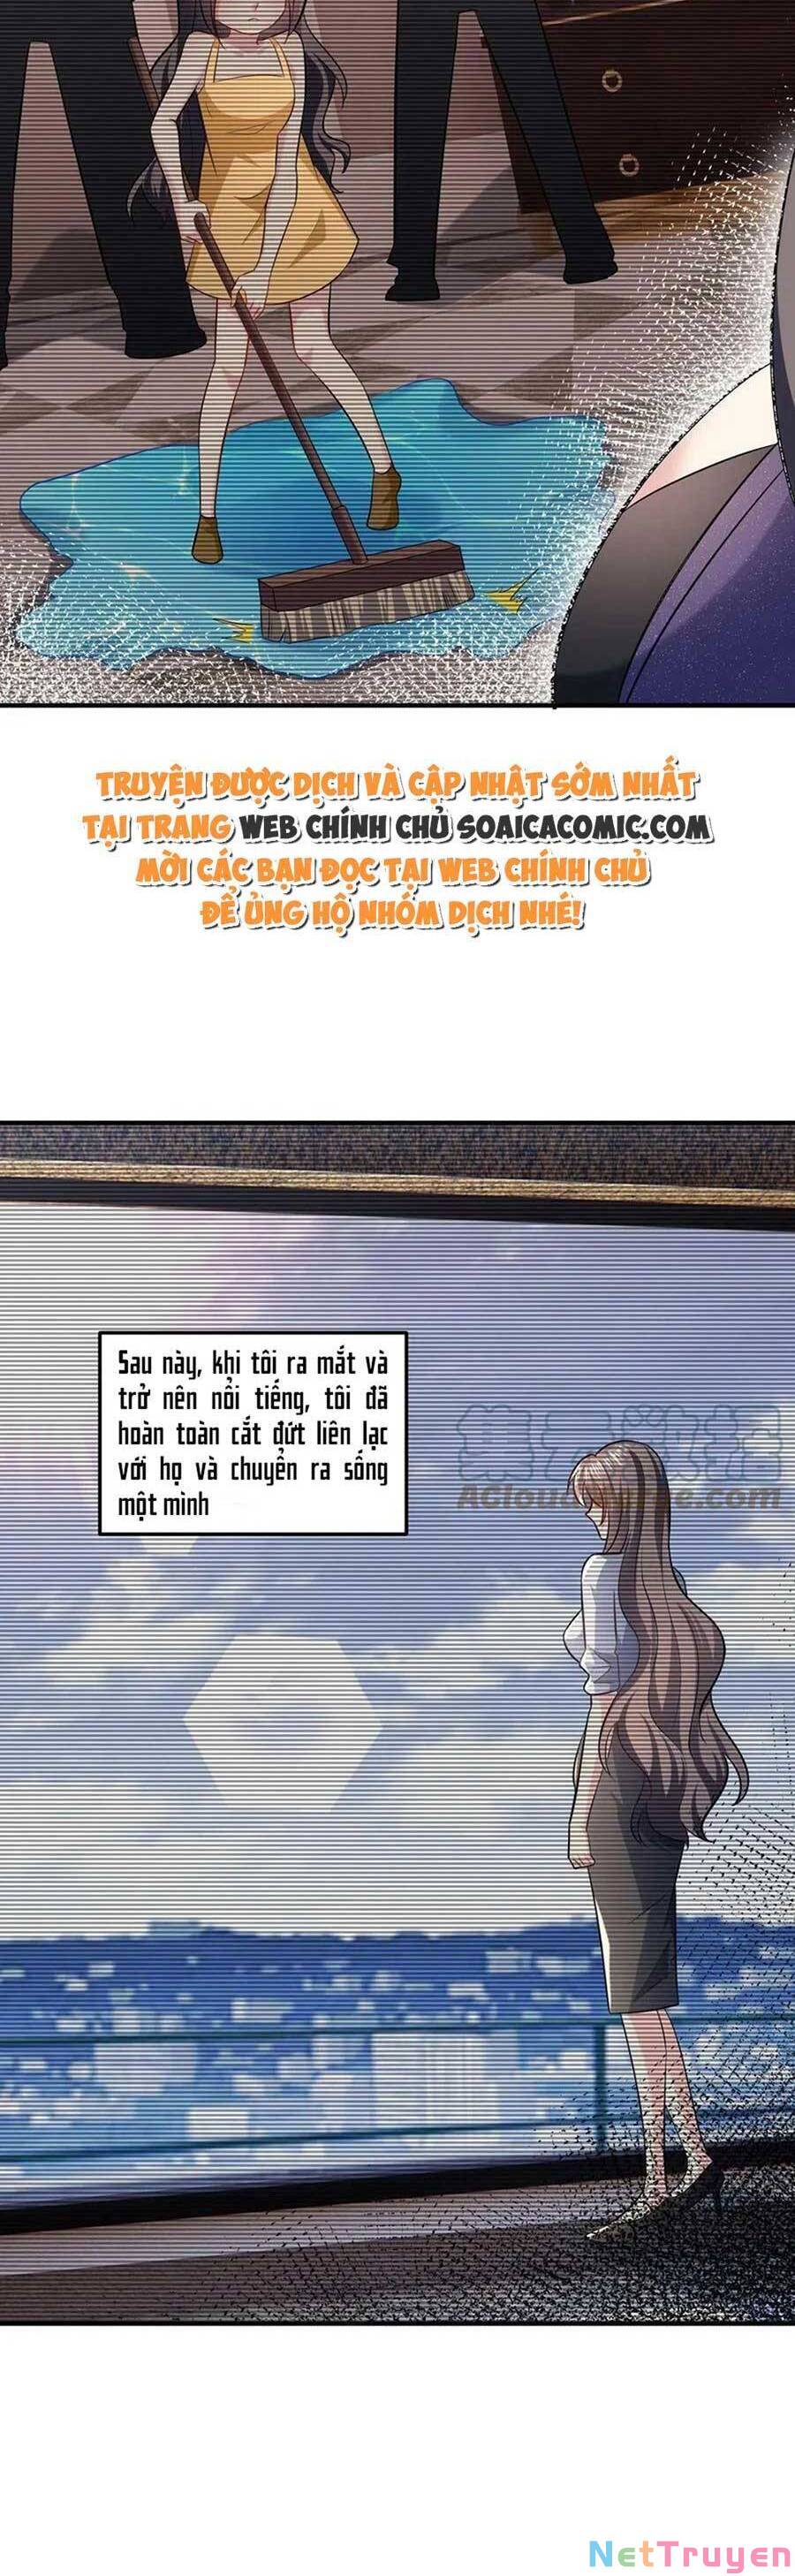 TRUYỆN ĐƯỢC DỊCH VÀ CẬP NHẬT SỚM NHẤT
TẠI TRANG WEB CHÍNH CHỦ SOAICACOMIC.COM
MỜI CÁC BẠN ĐỌC TẠI WEB CHÍNH CHỦ
ĐỂ ỦNG HỘ NHÓM DỊCH NHÉ!
Sau này, khi tôi ra mắt và
trở nên nổi tiếng, tôi đã
hoàn toàn cắt đứt liên lạc
với họ và chuyển ra sống
một mình
NetTruyen